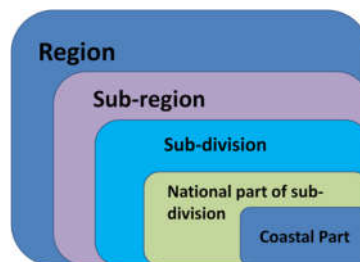 Region
Sub-region
Sub-division
National part of sub-
division
Coastal Part